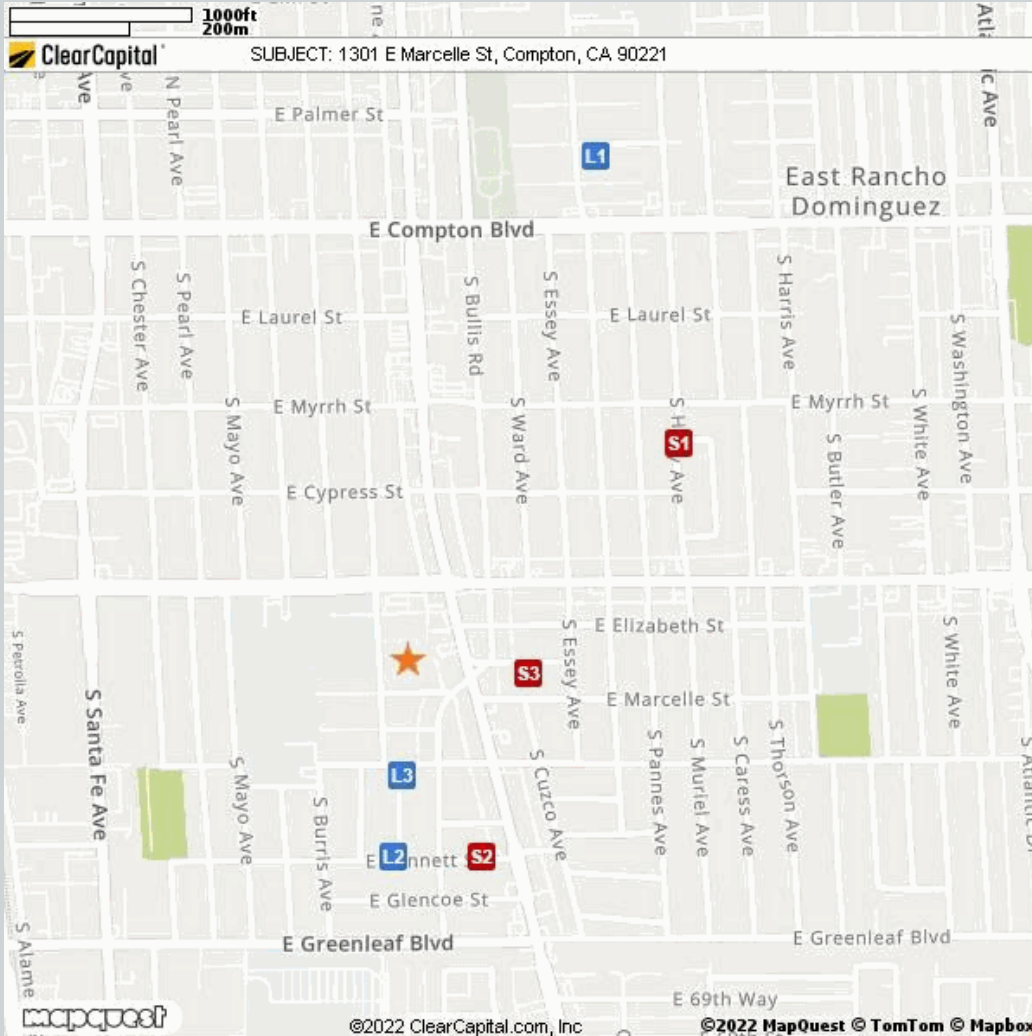 1000ft
200m
ClearCapital
SUBJECT: 1301 E Marcelle St, Compton, CA 90221
Ave
N Pearl Ave
E Palmer St
L1
East Rancho
Dominguez
E Compton Blvd
S Chester Ave
S Pearl Ave
E Laurel St
S Bullis Rd
S Essey Ave
E Laurel St
S Harris Ave
S Washington Ave
S Mayo Ave
E Myrrh St
S Ward Ave
S1
Ave
E Myrrh St
S White Ave
S Butler Ave
E Cypress St
S Petrolia Ave
S Santa Fe Ave
S3
S Essey Ave
E Elizabeth St
E Marcelle St
S White Ave
S Mayo Ave
S Burris Ave
L3
S Cuzco Ave
S Pannes Ave
S Muriel Ave
S Caress Ave
S Thorson Ave
L2
S2
E Glencoe St
E Greenleaf Blvd
E Greenleaf Blvd
E 69th Way
mapquest
©2022 ClearCapital.com, Inc
©2022 MapQuest © TomTom © Mapbox